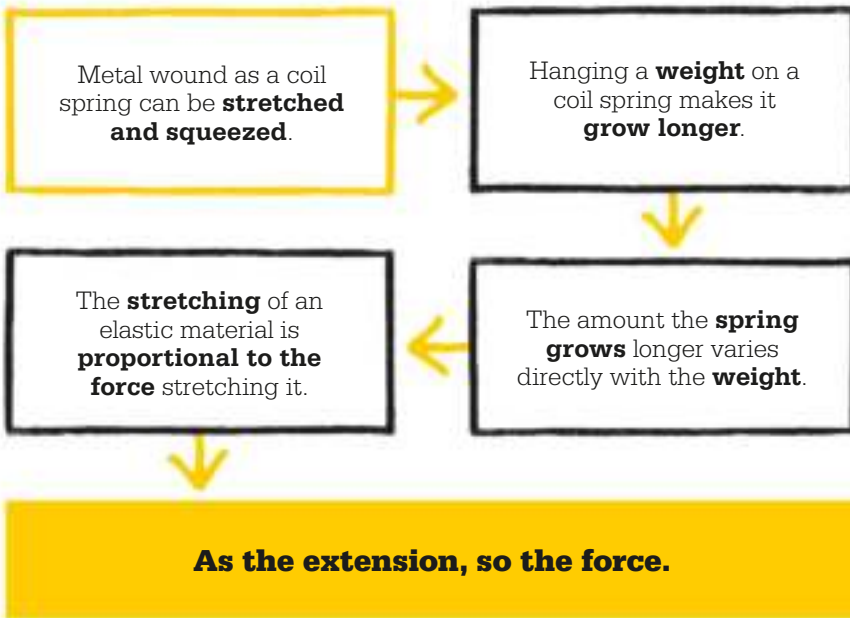 Metal wound as a coil
spring can be stretched
and squeezed.
Hanging a weight on a
coil spring makes it
grow longer.
The amount the spring
grows longer varies
directly with the weight.
The stretching of an
elastic material is
proportional to the
force stretching it.
As the extension, so the force.